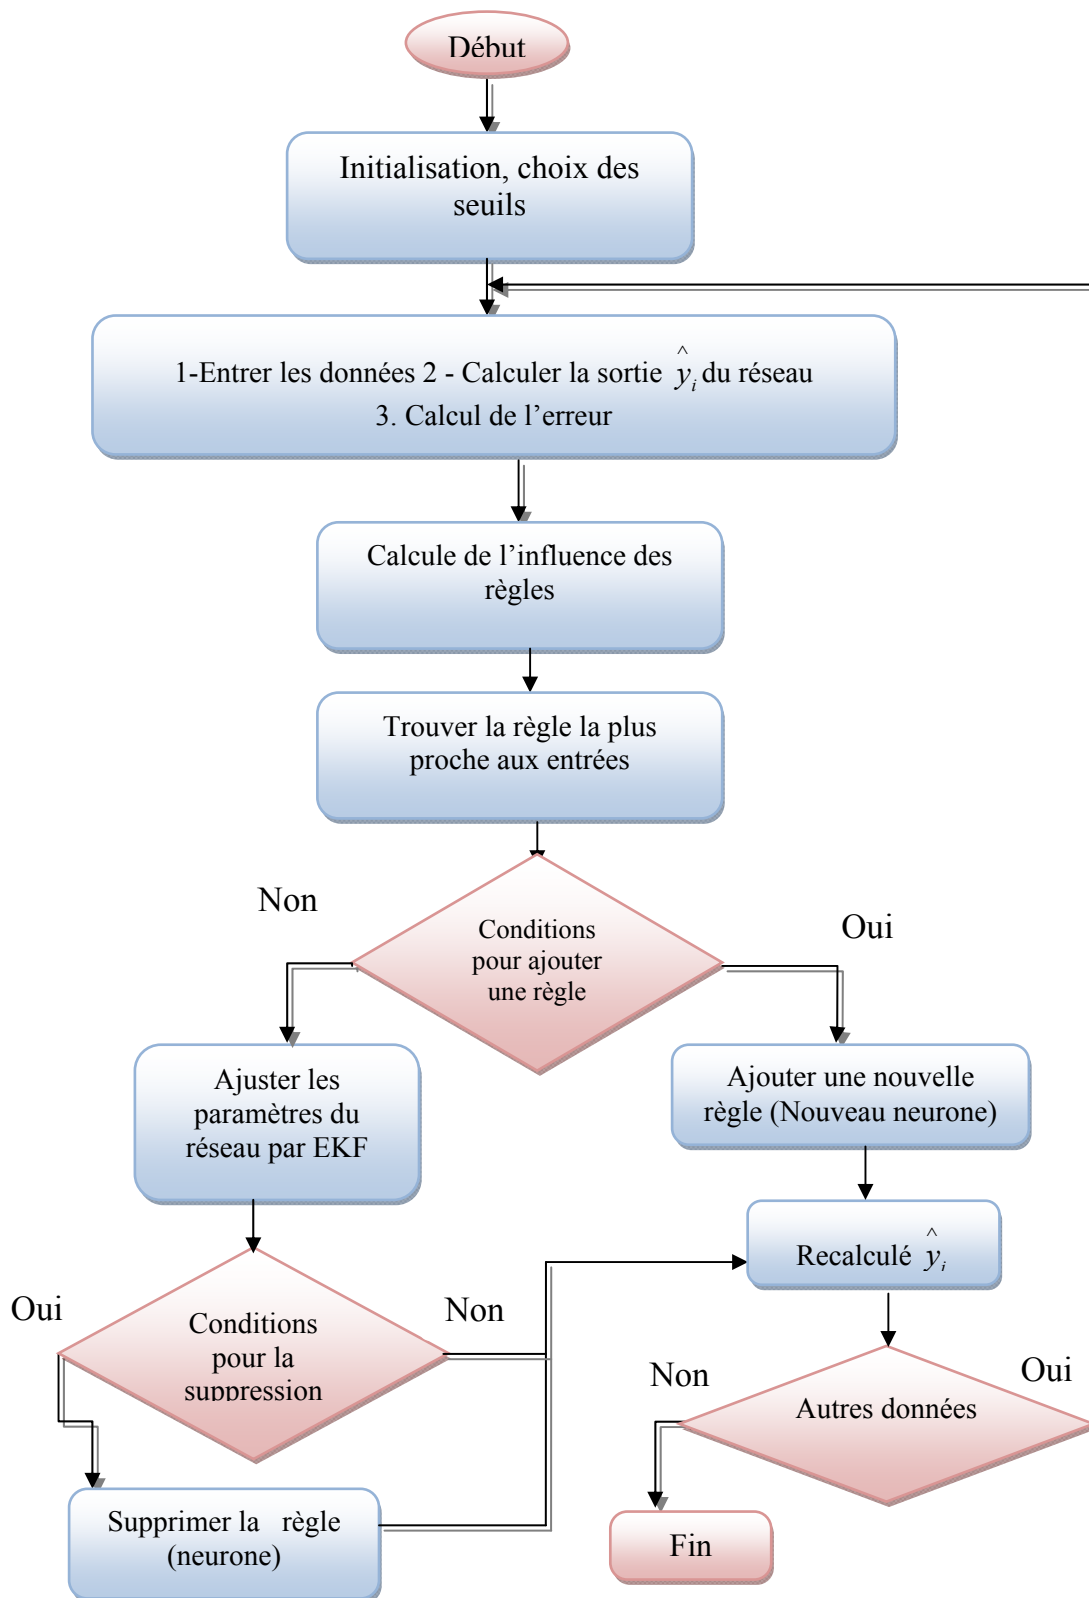 Début
Initialisation, choix des
seuils
1-Entrer les données 2 - Calculer la sortie ŷ_i du réseau
3. Calcul de l’erreur
Calcule de l’influence des
règles
Trouver la règle la plus
proche aux entrées
Non
Oui
Conditions
pour ajouter
une règle
Ajuster les
paramètres du
réseau par EKF
Ajouter une nouvelle
règle (Nouveau neurone)
Recalculé ŷ_i
Oui
Non
Conditions
pour la
suppression
Non
Oui
Autres données
Supprimer la règle
(neurone)
Fin